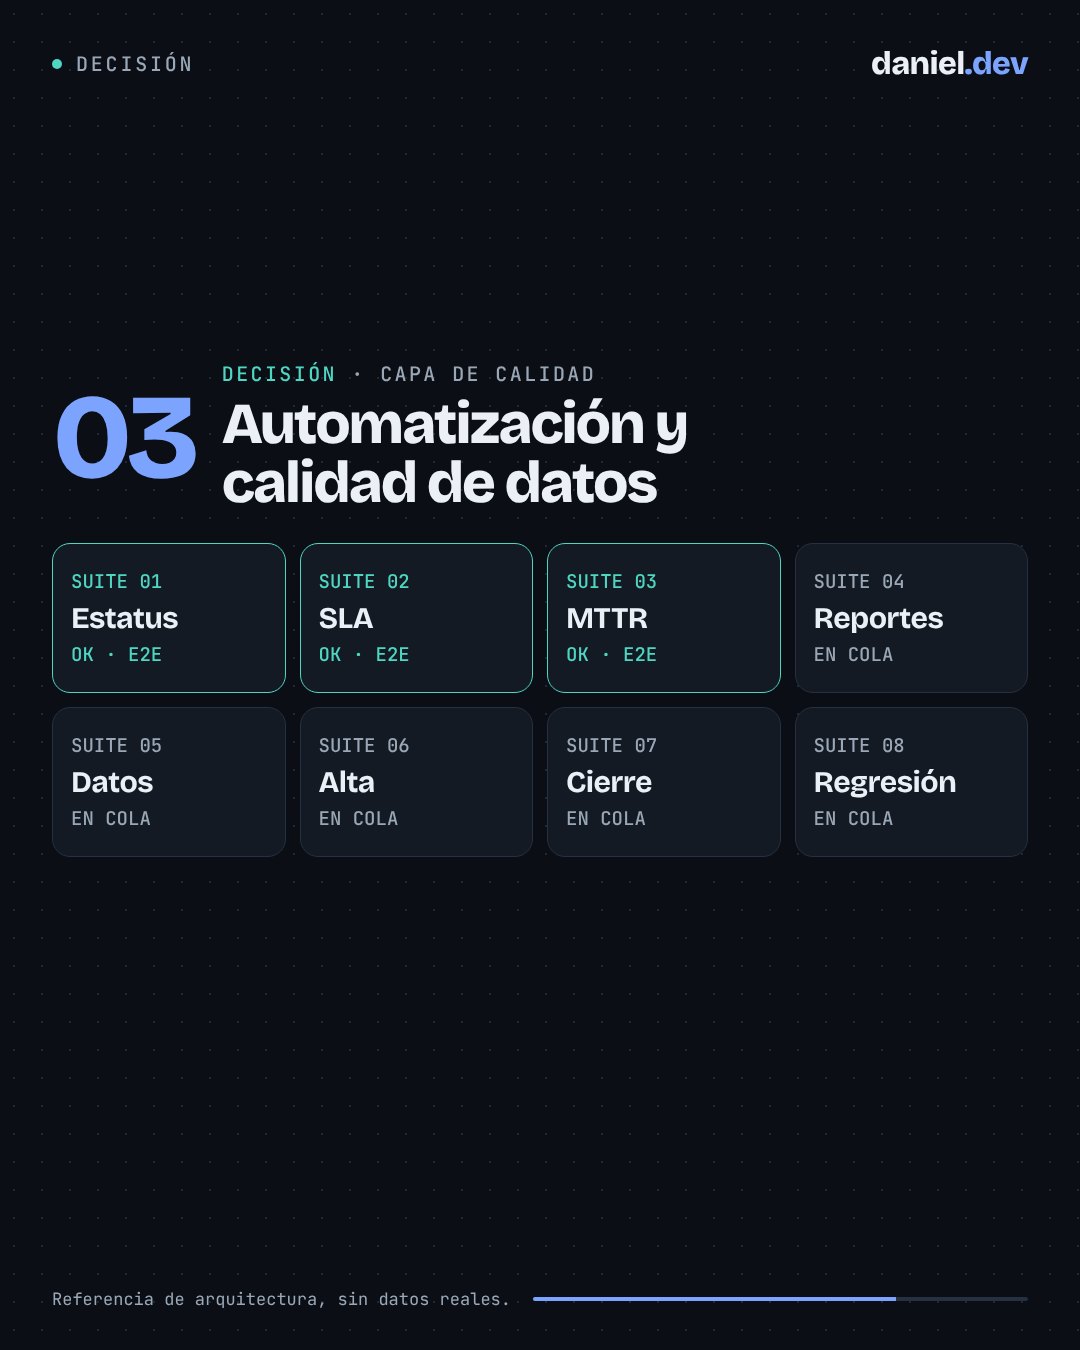 DECISIÓN
daniel.dev
DECISIÓN · CAPA DE CALIDAD
03
Automatización y
calidad de datos
SUITE 01
Estatus
OK · E2E
SUITE 02
SLA
OK · E2E
SUITE 03
MTTR
OK · E2E
SUITE 04
Reportes
EN COLA
SUITE 05
Datos
EN COLA
SUITE 06
Alta
EN COLA
SUITE 07
Cierre
EN COLA
SUITE 08
Regresión
EN COLA
Referencia de arquitectura, sin datos reales.